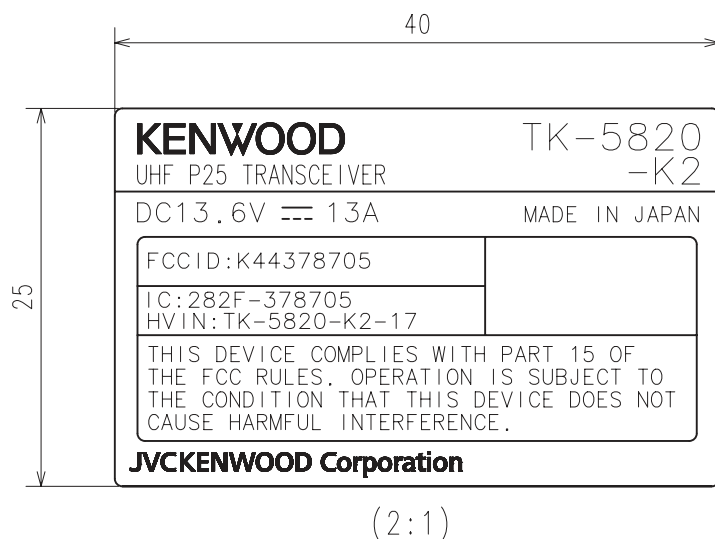 40
25
KENWOOD
TK-5820
UHF P25 TRANSCEIVER
-K2
DC13.6V ⎓ 13A
MADE IN JAPAN
FCCID:K44378705
IC:282F-378705
HVIN:TK-5820-K2-17
THIS DEVICE COMPLIES WITH PART 15 OF
THE FCC RULES. OPERATION IS SUBJECT TO
THE CONDITION THAT THIS DEVICE DOES NOT
CAUSE HARMFUL INTERFERENCE.
JVCKENWOOD Corporation
(2:1)